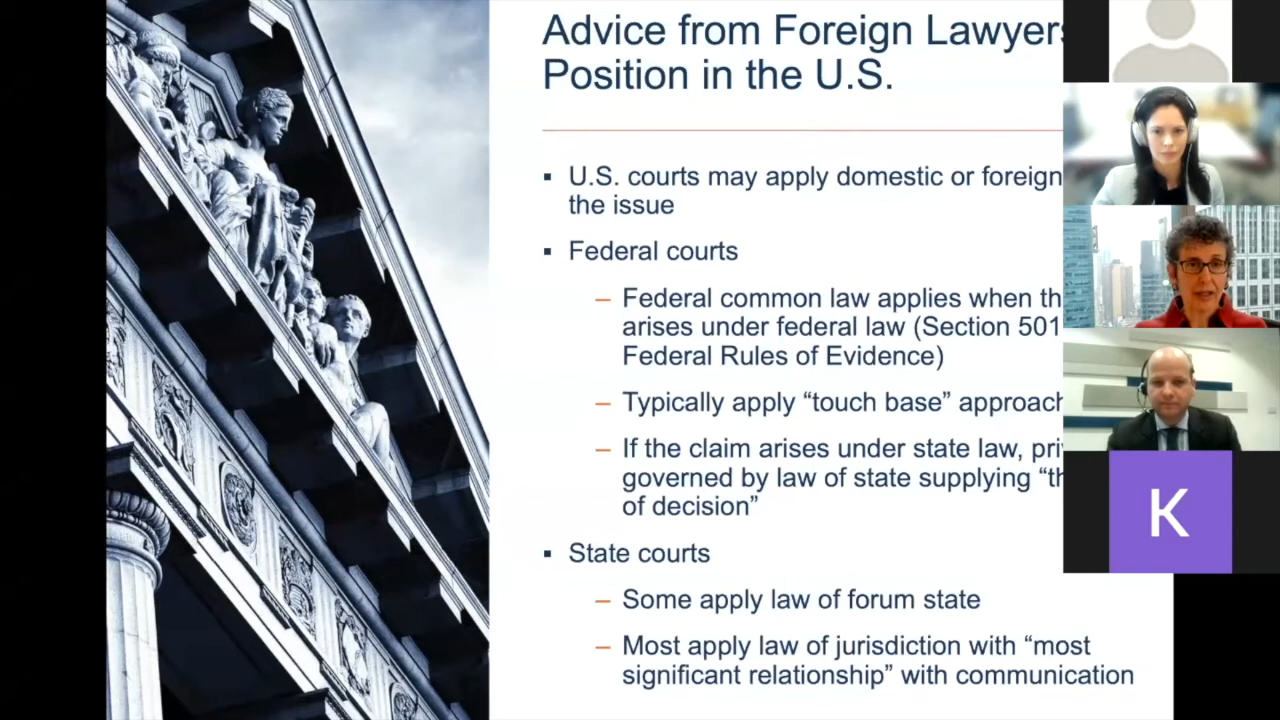 Advice from Foreign Lawyers
Position in the U.S.
▪ U.S. courts may apply domestic or foreign
the issue
▪ Federal courts
– Federal common law applies when
arises under federal law (Section 501
Federal Rules of Evidence)
– Typically apply “touch base” approach
– If the claim arises under state law,
governed by law of state supplying
of decision”
▪ State courts
– Some apply law of forum state
– Most apply law of jurisdiction with “most
significant relationship” with communication
K